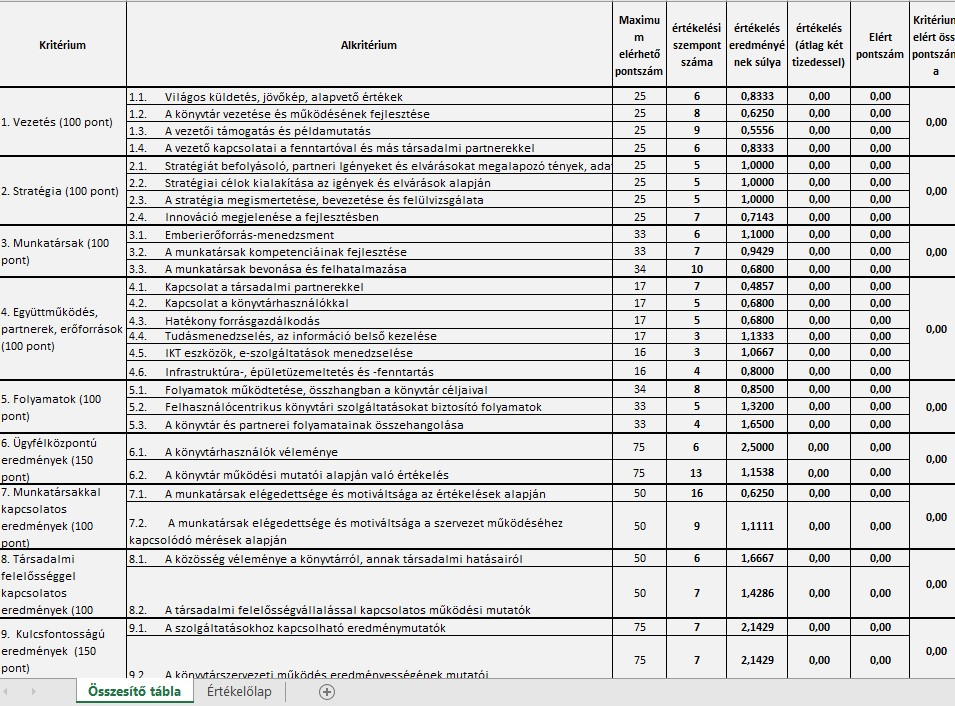 Kritérium	Alkritérium	Maximu
m
elérhető
pontszám	értékelési
szempont
száma	értékelés
eredményé
nek súlya	értékelés
(átlag két
tizedessel)	Elért
pontszám	Kritérium
elért öss
pontszám
a
1. Vezetés (100 pont)
1.1. Világos küldetés, jövőkép, alapvető értékek 25 6 0,8333 0,00 0,00
1.2. A könyvtár vezetése és működésének fejlesztése 25 8 0,6250 0,00 0,00
1.3. A vezetői támogatás és példamutatás 25 9 0,5556 0,00 0,00
1.4. A vezető kapcsolatai a fenntartóval és más társadalmi partnerekkel 25 6 0,8333 0,00 0,00
0,00
2. Stratégia (100 pont)
2.1. Stratégiát befolyásoló, partneri Igényeket és elvárásokat megalapozó tények, ada 25 5 1,0000 0,00 0,00
2.2. Stratégiai célok kialakítása az igények és elvárások alapján 25 5 1,0000 0,00 0,00
2.3. A stratégia megismertetése, bevezetése és felülvizsgálata 25 5 1,0000 0,00 0,00
2.4. Innováció megjelenése a fejlesztésben 25 7 0,7143 0,00 0,00
0,00
3. Munkatársak (100
pont)
3.1. Emberierőforrás-menedzsment 33 6 1,1000 0,00 0,00
3.2. A munkatársak kompetenciáinak fejlesztése 33 7 0,9429 0,00 0,00
3.3. A munkatársak bevonása és felhatalmazása 34 10 0,6800 0,00 0,00
0,00
4. Együttműködés,
partnerek, erőforrások
(100 pont)
4.1. Kapcsolat a társadalmi partnerekkel 17 7 0,4857 0,00 0,00
4.2. Kapcsolat a könyvtárhasználókkal 17 5 0,6800 0,00 0,00
4.3. Hatékony forrásgazdálkodás 17 5 0,6800 0,00 0,00
4.4. Tudásmenedzselés, az információ belső kezelése 17 3 1,1333 0,00 0,00
4.5. IKT eszközök, e-szolgáltatások menedzselése 16 3 1,0667 0,00 0,00
4.6. Infrastruktúra-, épületüzemeltetés és -fenntartás 16 4 0,8000 0,00 0,00
0,00
5. Folyamatok (100
pont)
5.1. Folyamatok működtetése, összhangban a könyvtár céljaival 34 8 0,8500 0,00 0,00
5.2. Felhasználócentrikus könyvtári szolgáltatásokat biztosító folyamatok 33 5 1,3200 0,00 0,00
5.3. A könyvtár és partnerei folyamatainak összehangolása 33 4 1,6500 0,00 0,00
0,00
6. Ügyfélközpontú
eredmények (150
pont)
6.1. A könyvtárhasználók véleménye 75 6 2,5000 0,00 0,00
6.2. A könyvtár működési mutatói alapján való értékelés 75 13 1,1538 0,00 0,00
0,00
7. Munkatársakkal
kapcsolatos
eredmények (100
pont)
7.1. A munkatársak elégedettsége és motiváltsága az értékelések alapján 50 16 0,6250 0,00 0,00
7.2. A munkatársak elégedettsége és motiváltsága a szervezet működéséhez
kapcsolódó mérések alapján 50 9 1,1111 0,00 0,00
0,00
8. Társadalmi
felelősséggel
kapcsolatos
eredmények (100
8.1. A közösség véleménye a könyvtárról, annak társadalmi hatásairól 50 6 1,6667 0,00 0,00
8.2. A társadalmi felelősségvállalással kapcsolatos működési mutatók 50 7 1,4286 0,00 0,00
0,00
9. Kulcsfontosságú
eredmények (150
pont)
9.1. A szolgáltatásokhoz kapcsolható eredménymutatók 75 7 2,1429 0,00 0,00
9.2. A könyvtárszervezeti működés eredményességének mutatói 75 7 2,1429 0,00 0,00
0,00
Összesítő tábla Értékelőlap